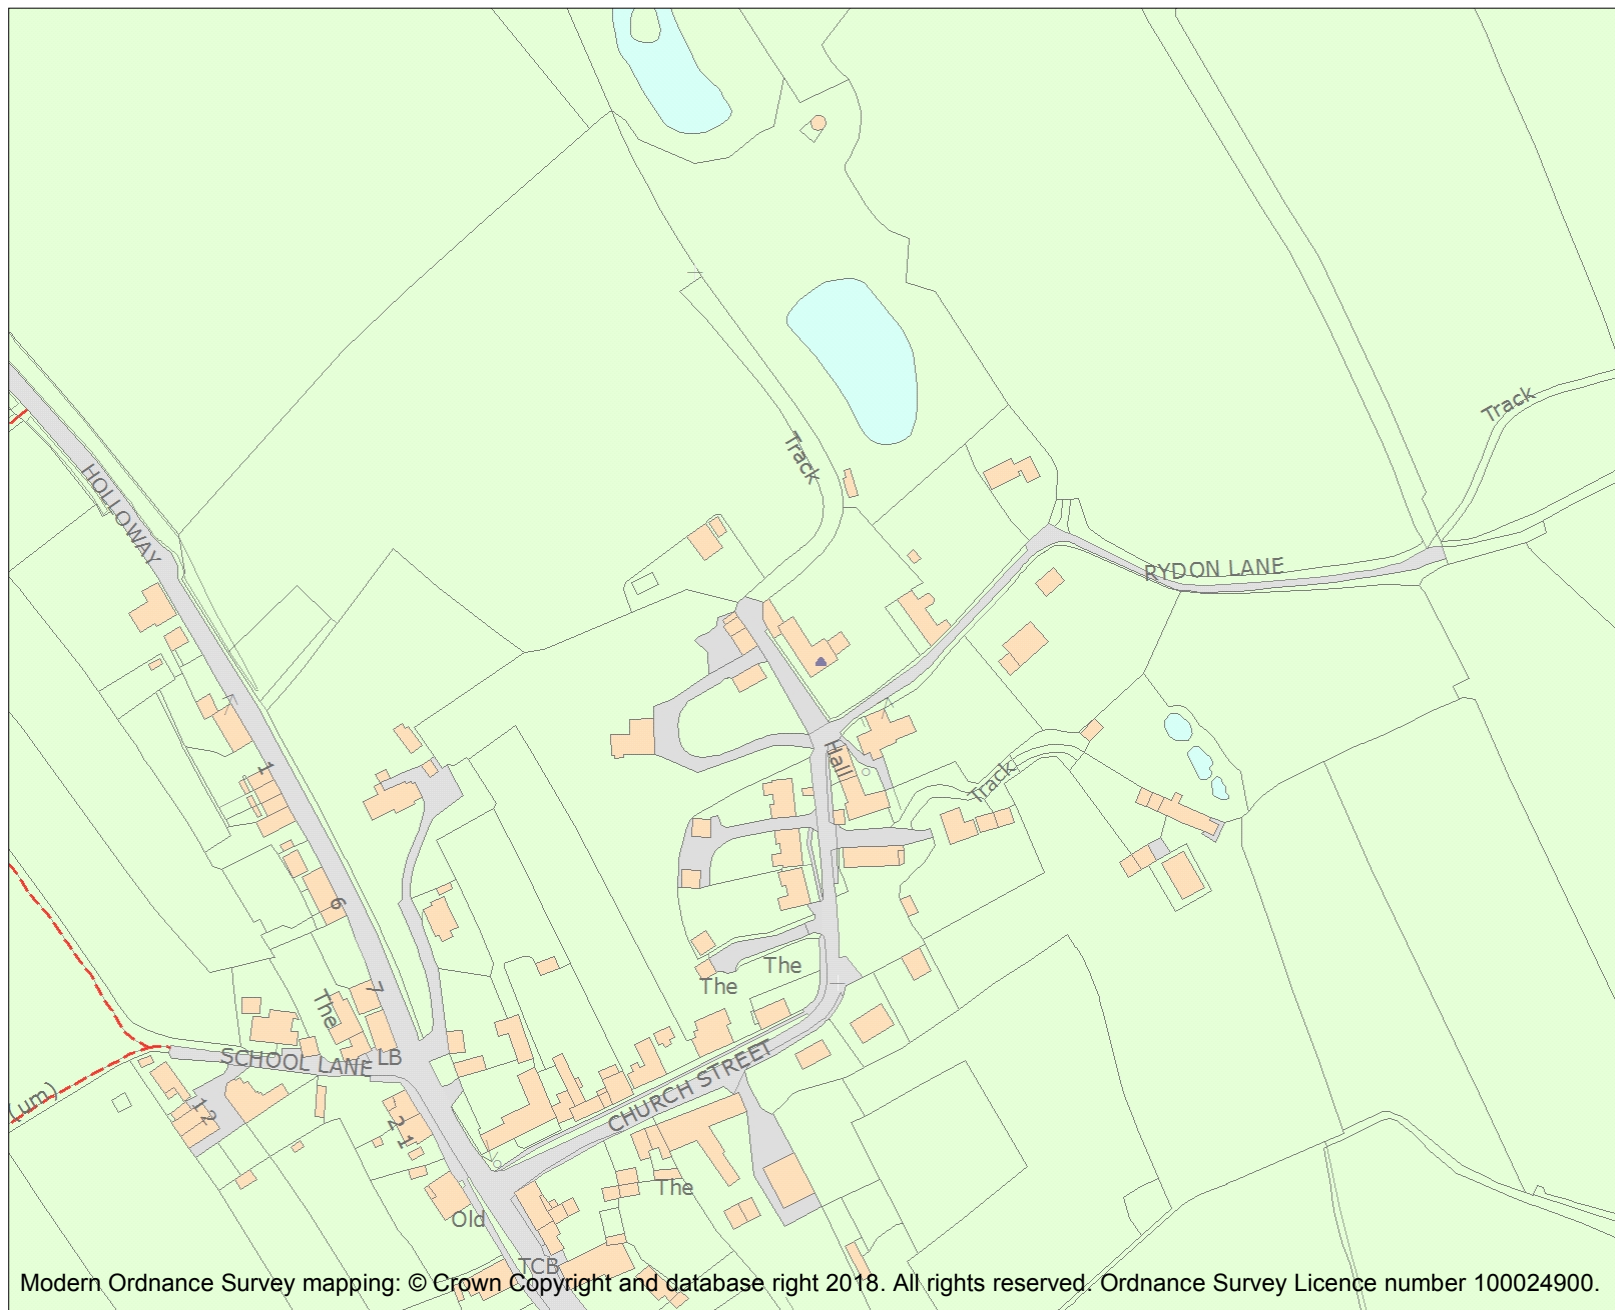 Track
HOLLOWAY
Track
RYDON LANE
Hall
1
Track
6
The
The
7
The
SCHOOL LANE
LB
CHURCH STREET
(um)
1 2
2 1
The
Old
TCB
Modern Ordnance Survey mapping: © Crown Copyright and database right 2018. All rights reserved. Ordnance Survey Licence number 100024900.